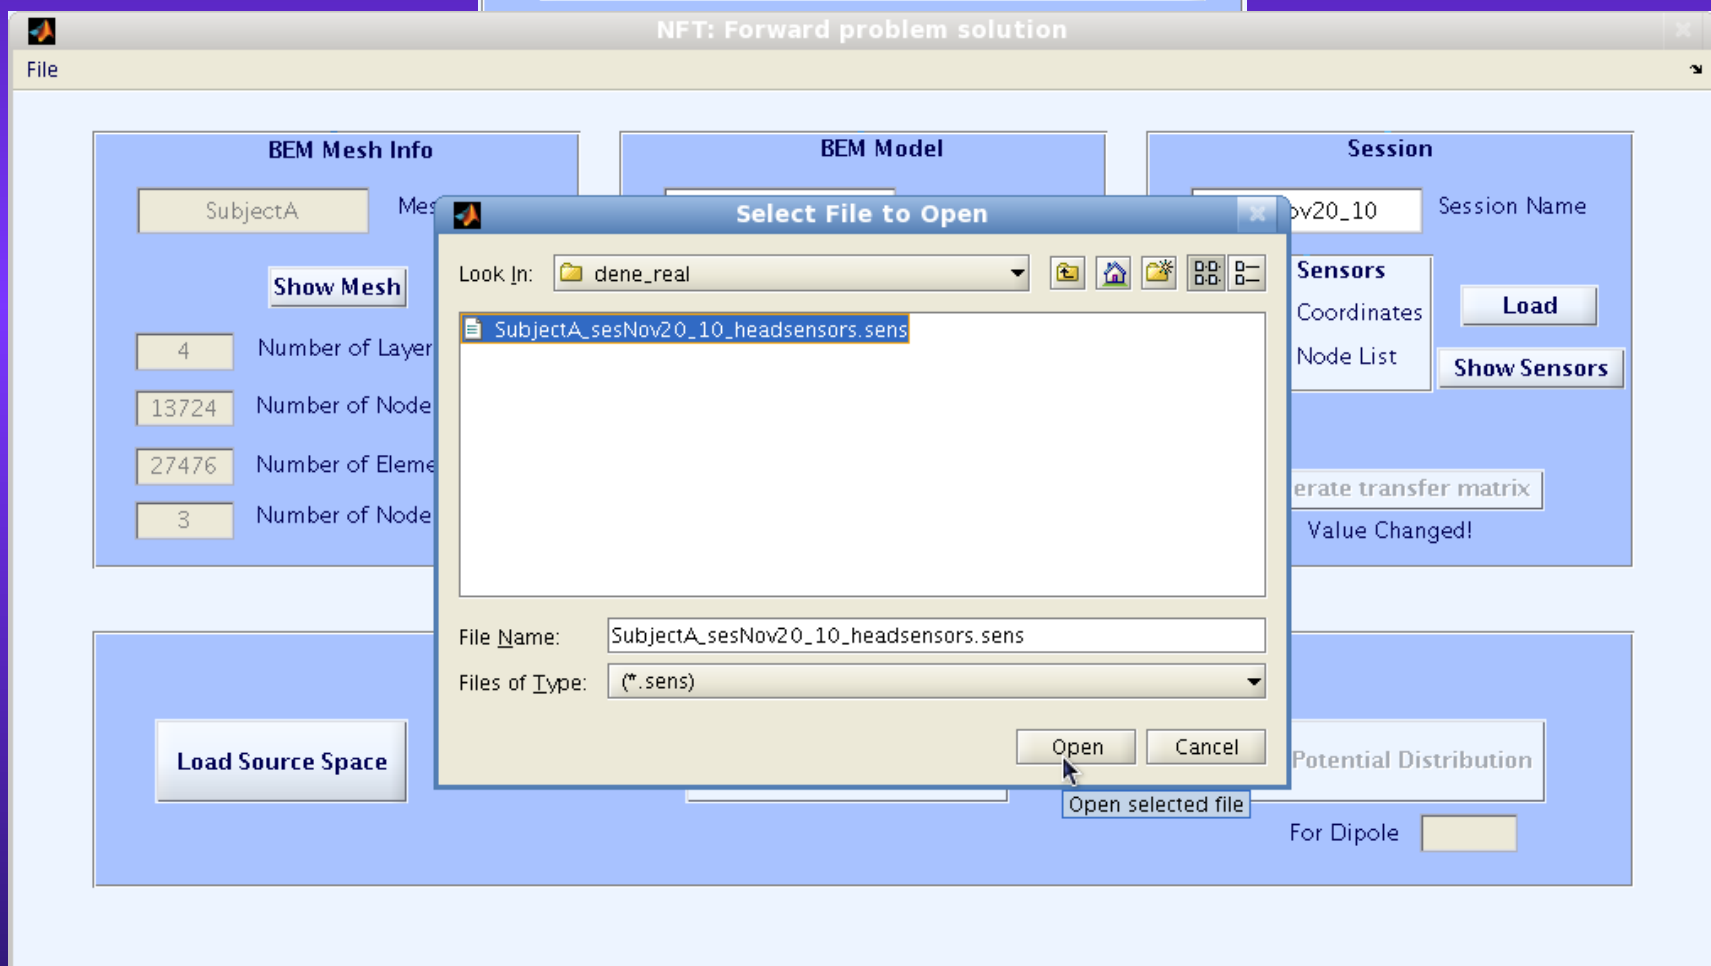 NFT: Forward problem solution
File
BEM Mesh Info
BEM Model
Session
SubjectA
Session Name
Show Mesh
4
Number of Layer
13724
Number of Node
27476
Number of Eleme
3
Number of Node
Select File to Open
Look In:
dene_real
SubjectA_sesNov20_10_headsensors.sens
File Name:
SubjectA_sesNov20_10_headsensors.sens
Files of Type:
(*.sens)
Open
Cancel
Open selected file
ov20_10
Sensors
Coordinates
Node List
Load
Show Sensors
erate transfer matrix
Value Changed!
Load Source Space
Potential Distribution
For Dipole